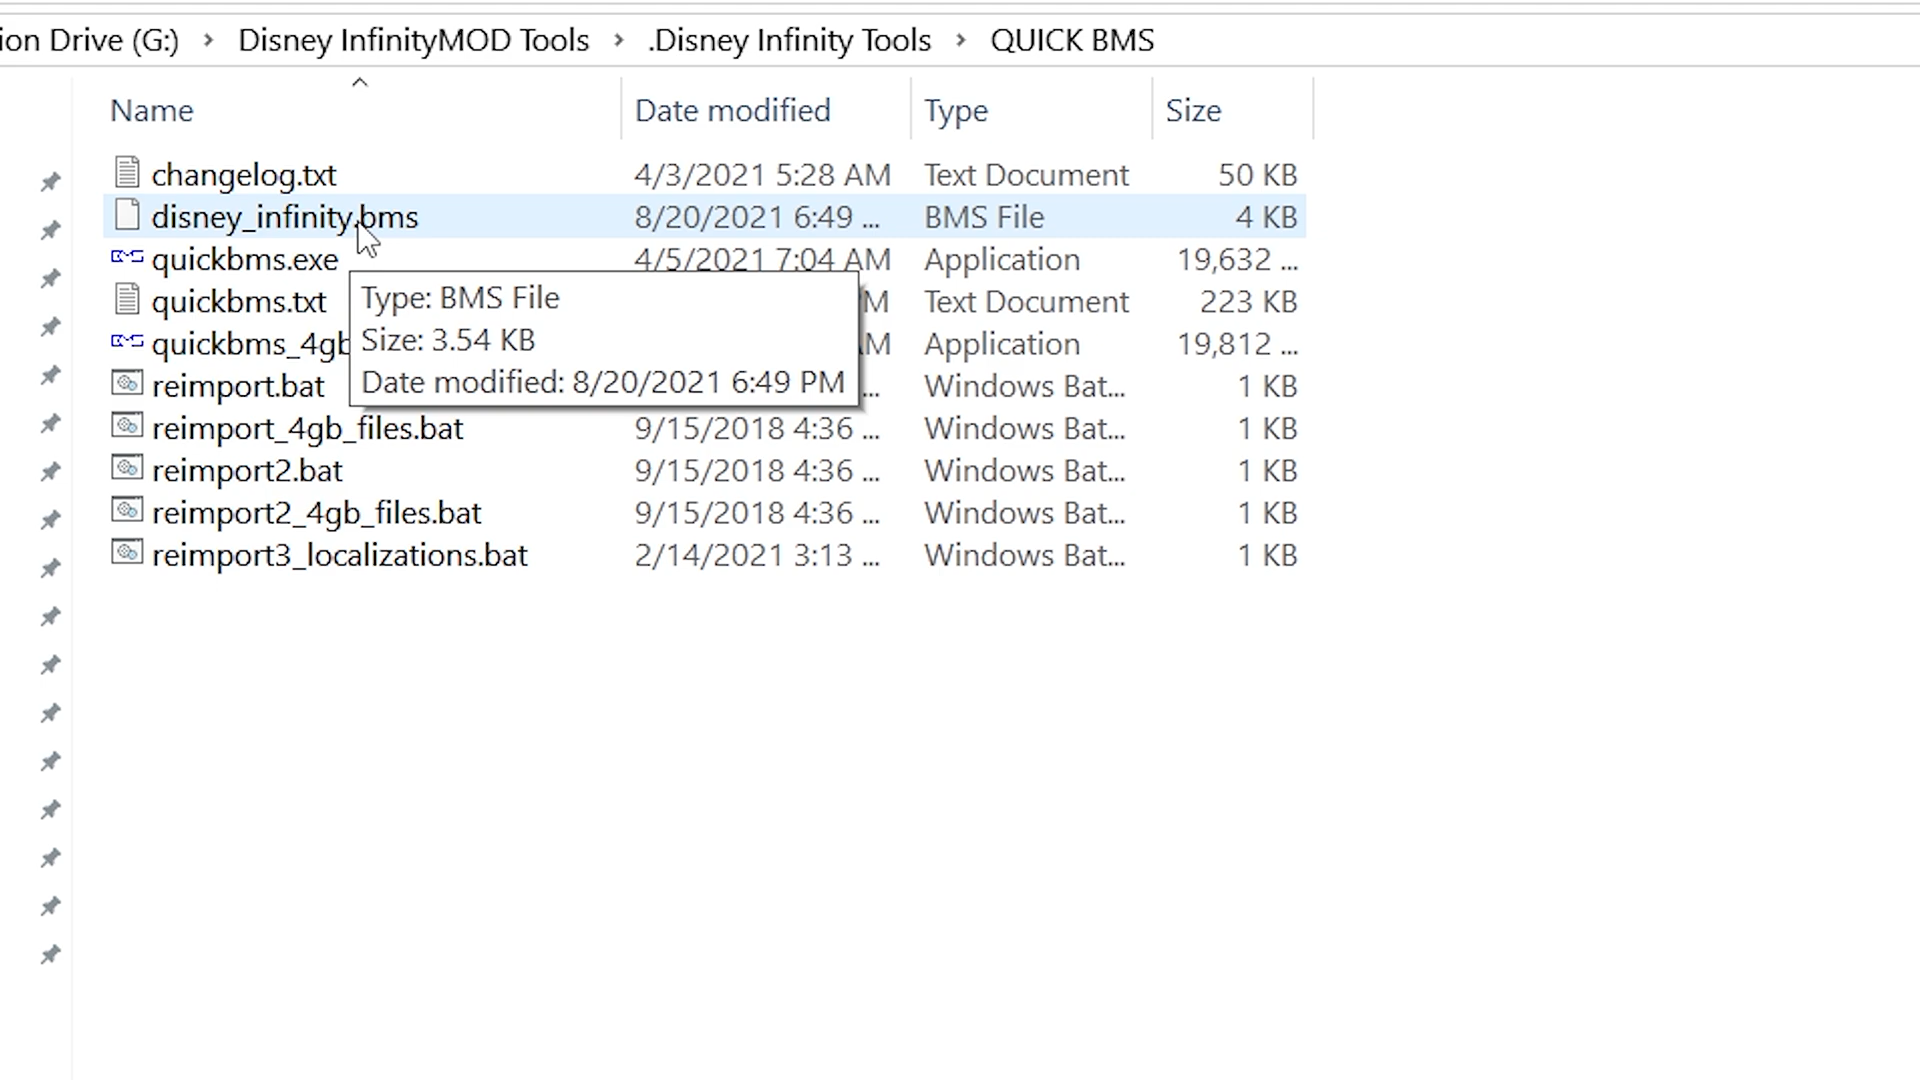 ion Drive (G:) > Disney InfinityMOD Tools > .Disney Infinity Tools > QUICK BMS
Name Date modified Type Size
changelog.txt 4/3/2021 5:28 AM Text Document 50 KB
disney_infinity.bms 8/20/2021 6:49 ... BMS File 4 KB
quickbms.exe 4/5/2021 7:04 AM Application 19,632 ...
quickbms.txt M Text Document 223 KB
quickbms_4gb AM Application 19,812 ...
reimport.bat ... Windows Bat... 1 KB
Type: BMS File
Size: 3.54 KB
Date modified: 8/20/2021 6:49 PM
reimport_4gb_files.bat 9/15/2018 4:36 ... Windows Bat... 1 KB
reimport2.bat 9/15/2018 4:36 ... Windows Bat... 1 KB
reimport2_4gb_files.bat 9/15/2018 4:36 ... Windows Bat... 1 KB
reimport3_localizations.bat 2/14/2021 3:13 ... Windows Bat... 1 KB